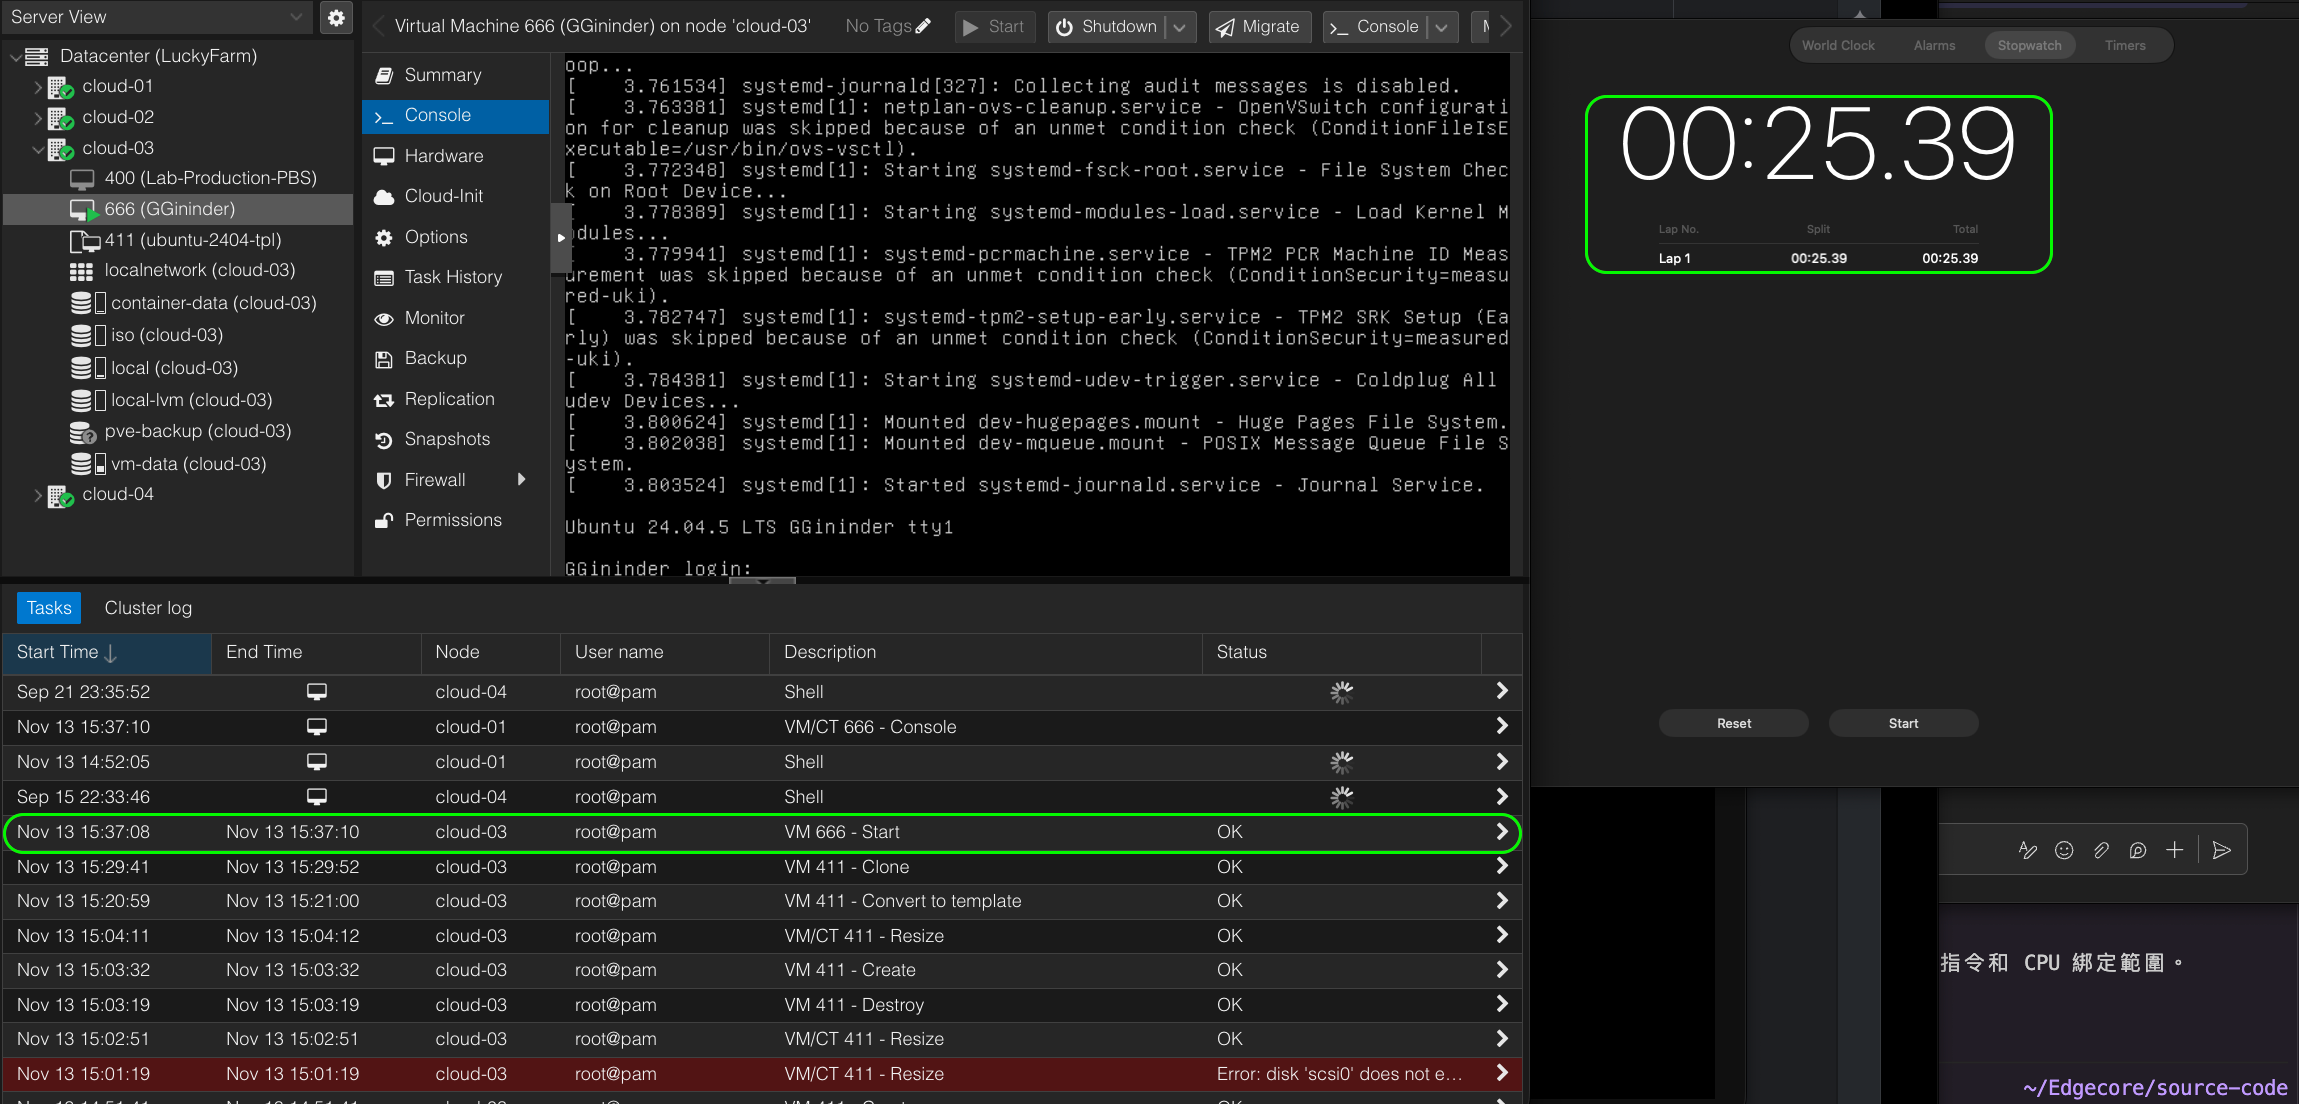 Server View
Datacenter (LuckyFarm)
cloud-01
cloud-02
cloud-03
400 (Lab-Production-PBS)
666 (GGininder)
411 (ubuntu-2404-tpl)
localnetwork (cloud-03)
container-data (cloud-03)
iso (cloud-03)
local (cloud-03)
local-lvm (cloud-03)
pve-backup (cloud-03)
vm-data (cloud-03)
cloud-04
Virtual Machine 666 (GGininder) on node 'cloud-03'
No Tags
Start
Shutdown
Migrate
Console
Summary
Console
Hardware
Cloud-Init
Options
Task History
Monitor
Backup
Replication
Snapshots
Firewall
Permissions
oop...
[    3.761534] systemd-journald[327]: Collecting audit messages is disabled.
[    3.763381] systemd[1]: netplan-ovs-cleanup.service - OpenVSwitch configurati
on for cleanup was skipped because of an unmet condition check (ConditionFileIsE
xecutable=/usr/bin/ovs-vsctl).
[    3.772348] systemd[1]: Starting systemd-fsck-root.service - File System Chec
k on Root Device...
[    3.778389] systemd[1]: Starting systemd-modules-load.service - Load Kernel M
odules...
[    3.779941] systemd[1]: systemd-pcrmachine.service - TPM2 PCR Machine ID Meas
urement was skipped because of an unmet condition check (ConditionSecurity=measu
red-uki).
[    3.782747] systemd[1]: systemd-tpm2-setup-early.service - TPM2 SRK Setup (Ea
rly) was skipped because of an unmet condition check (ConditionSecurity=measured
-uki).
[    3.784381] systemd[1]: Starting systemd-udev-trigger.service - Coldplug All
udev Devices...
[    3.800624] systemd[1]: Mounted dev-hugepages.mount - Huge Pages File System.
[    3.802038] systemd[1]: Mounted dev-mqueue.mount - POSIX Message Queue File S
ystem.
[    3.803524] systemd[1]: Started systemd-journald.service - Journal Service.
Ubuntu 24.04.5 LTS GGininder tty1
GGininder login:
World Clock
Alarms
Stopwatch
Timers
00:25.39
Lap No. Split Total
Lap 1 00:25.39 00:25.39
Reset
Start
Tasks
Cluster log
Start Time End Time Node User name Description Status
Sep 21 23:35:52 cloud-04 root@pam Shell
Nov 13 15:37:10 cloud-01 root@pam VM/CT 666 - Console
Nov 13 14:52:05 cloud-01 root@pam Shell
Sep 15 22:33:46 cloud-04 root@pam Shell
Nov 13 15:37:08 Nov 13 15:37:10 cloud-03 root@pam VM 666 - Start OK
Nov 13 15:29:41 Nov 13 15:29:52 cloud-03 root@pam VM 411 - Clone OK
Nov 13 15:20:59 Nov 13 15:21:00 cloud-03 root@pam VM 411 - Convert to template OK
Nov 13 15:04:11 Nov 13 15:04:12 cloud-03 root@pam VM/CT 411 - Resize OK
Nov 13 15:03:32 Nov 13 15:03:32 cloud-03 root@pam VM 411 - Create OK
Nov 13 15:03:19 Nov 13 15:03:19 cloud-03 root@pam VM 411 - Destroy OK
Nov 13 15:02:51 Nov 13 15:02:51 cloud-03 root@pam VM/CT 411 - Resize OK
Nov 13 15:01:19 Nov 13 15:01:19 cloud-03 root@pam VM/CT 411 - Resize Error: disk 'scsi0' does not e...
指令和 CPU 綁定範圍。
~/Edgecore/source-code